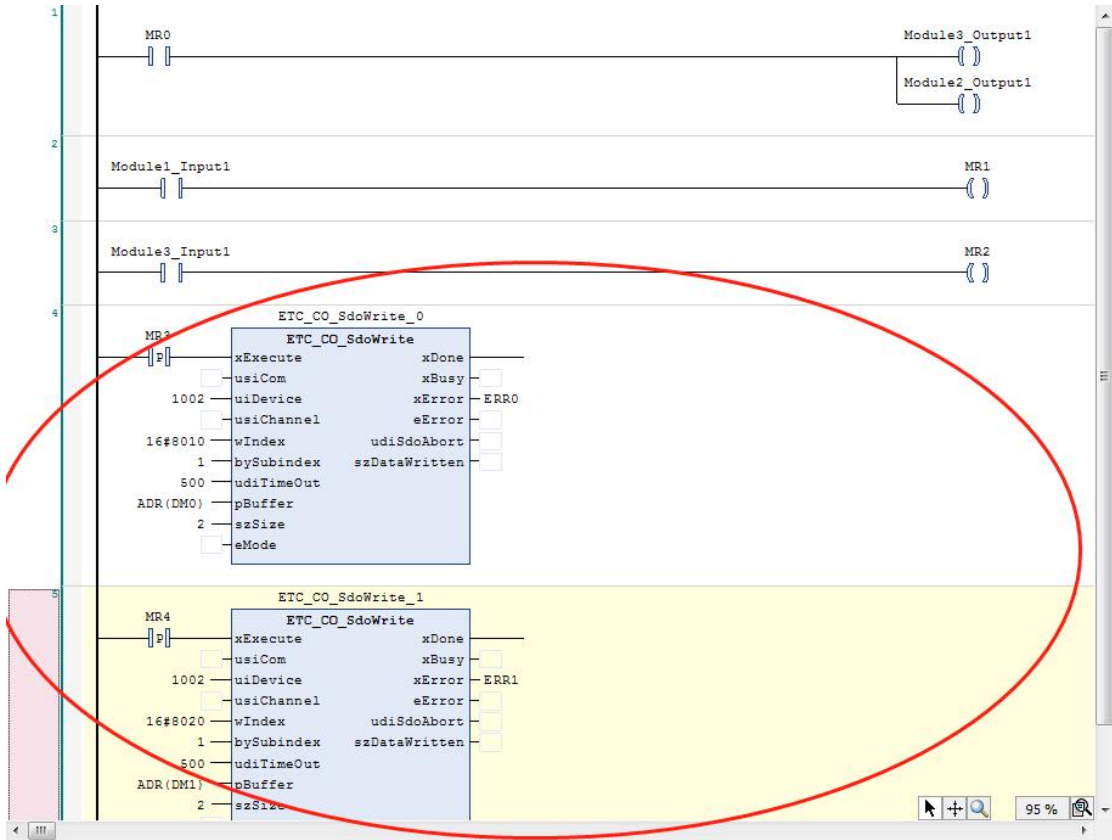 1
MR0
Module3_Output1
Module2_Output1
2
Module1_Input1
MR1
3
Module3_Input1
MR2
4
ETC_CO_SdoWrite_0
MR3
ETC_CO_SdoWrite
P
xExecute xDone
usiCom xBusy
1002 uiDevice xError ERR0
usiChannel eError
16#8010 wIndex udiSdoAbort
1 bySubindex szDataWritten
500 udiTimeOut
ADR(DM0) pBuffer
2 szSize
eMode
5
ETC_CO_SdoWrite_1
MR4
ETC_CO_SdoWrite
P
xExecute xDone
usiCom xBusy
1002 uiDevice xError ERR1
usiChannel eError
16#8020 wIndex udiSdoAbort
1 bySubindex szDataWritten
500 udiTimeOut
ADR(DM1) pBuffer
2 szSize
95 %